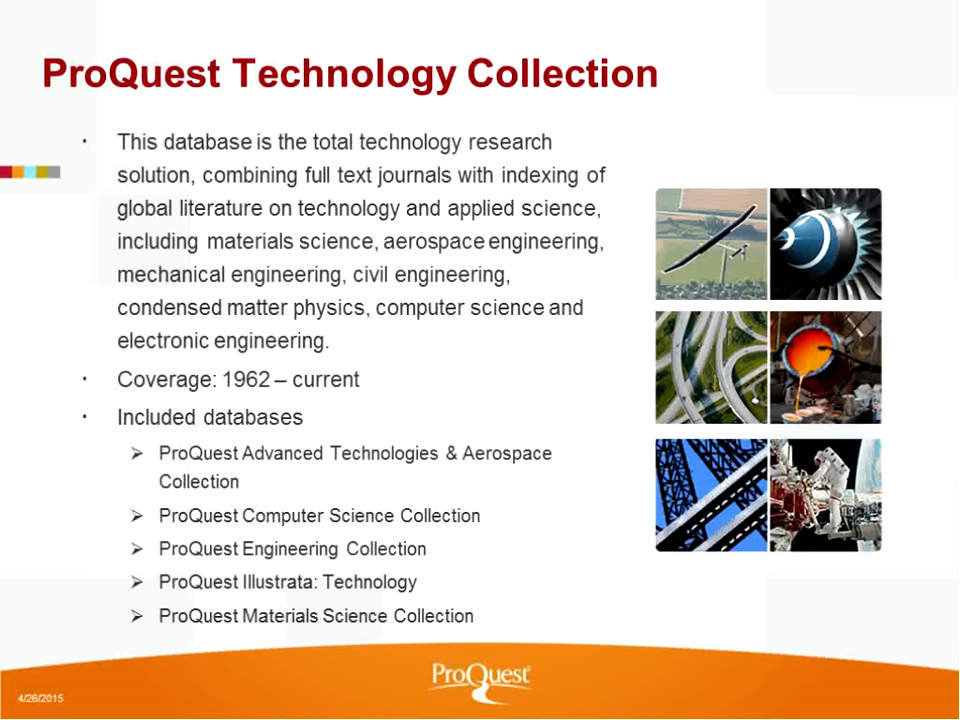 ProQuest Technology Collection
· This database is the total technology research
solution, combining full text journals with indexing of
global literature on technology and applied science,
including materials science, aerospace engineering,
mechanical engineering, civil engineering,
condensed matter physics, computer science and
electronic engineering.
· Coverage: 1962 – current
· Included databases
➢ ProQuest Advanced Technologies & Aerospace
Collection
➢ ProQuest Computer Science Collection
➢ ProQuest Engineering Collection
➢ ProQuest Illustrata: Technology
➢ ProQuest Materials Science Collection
ProQuest
4/26/2015